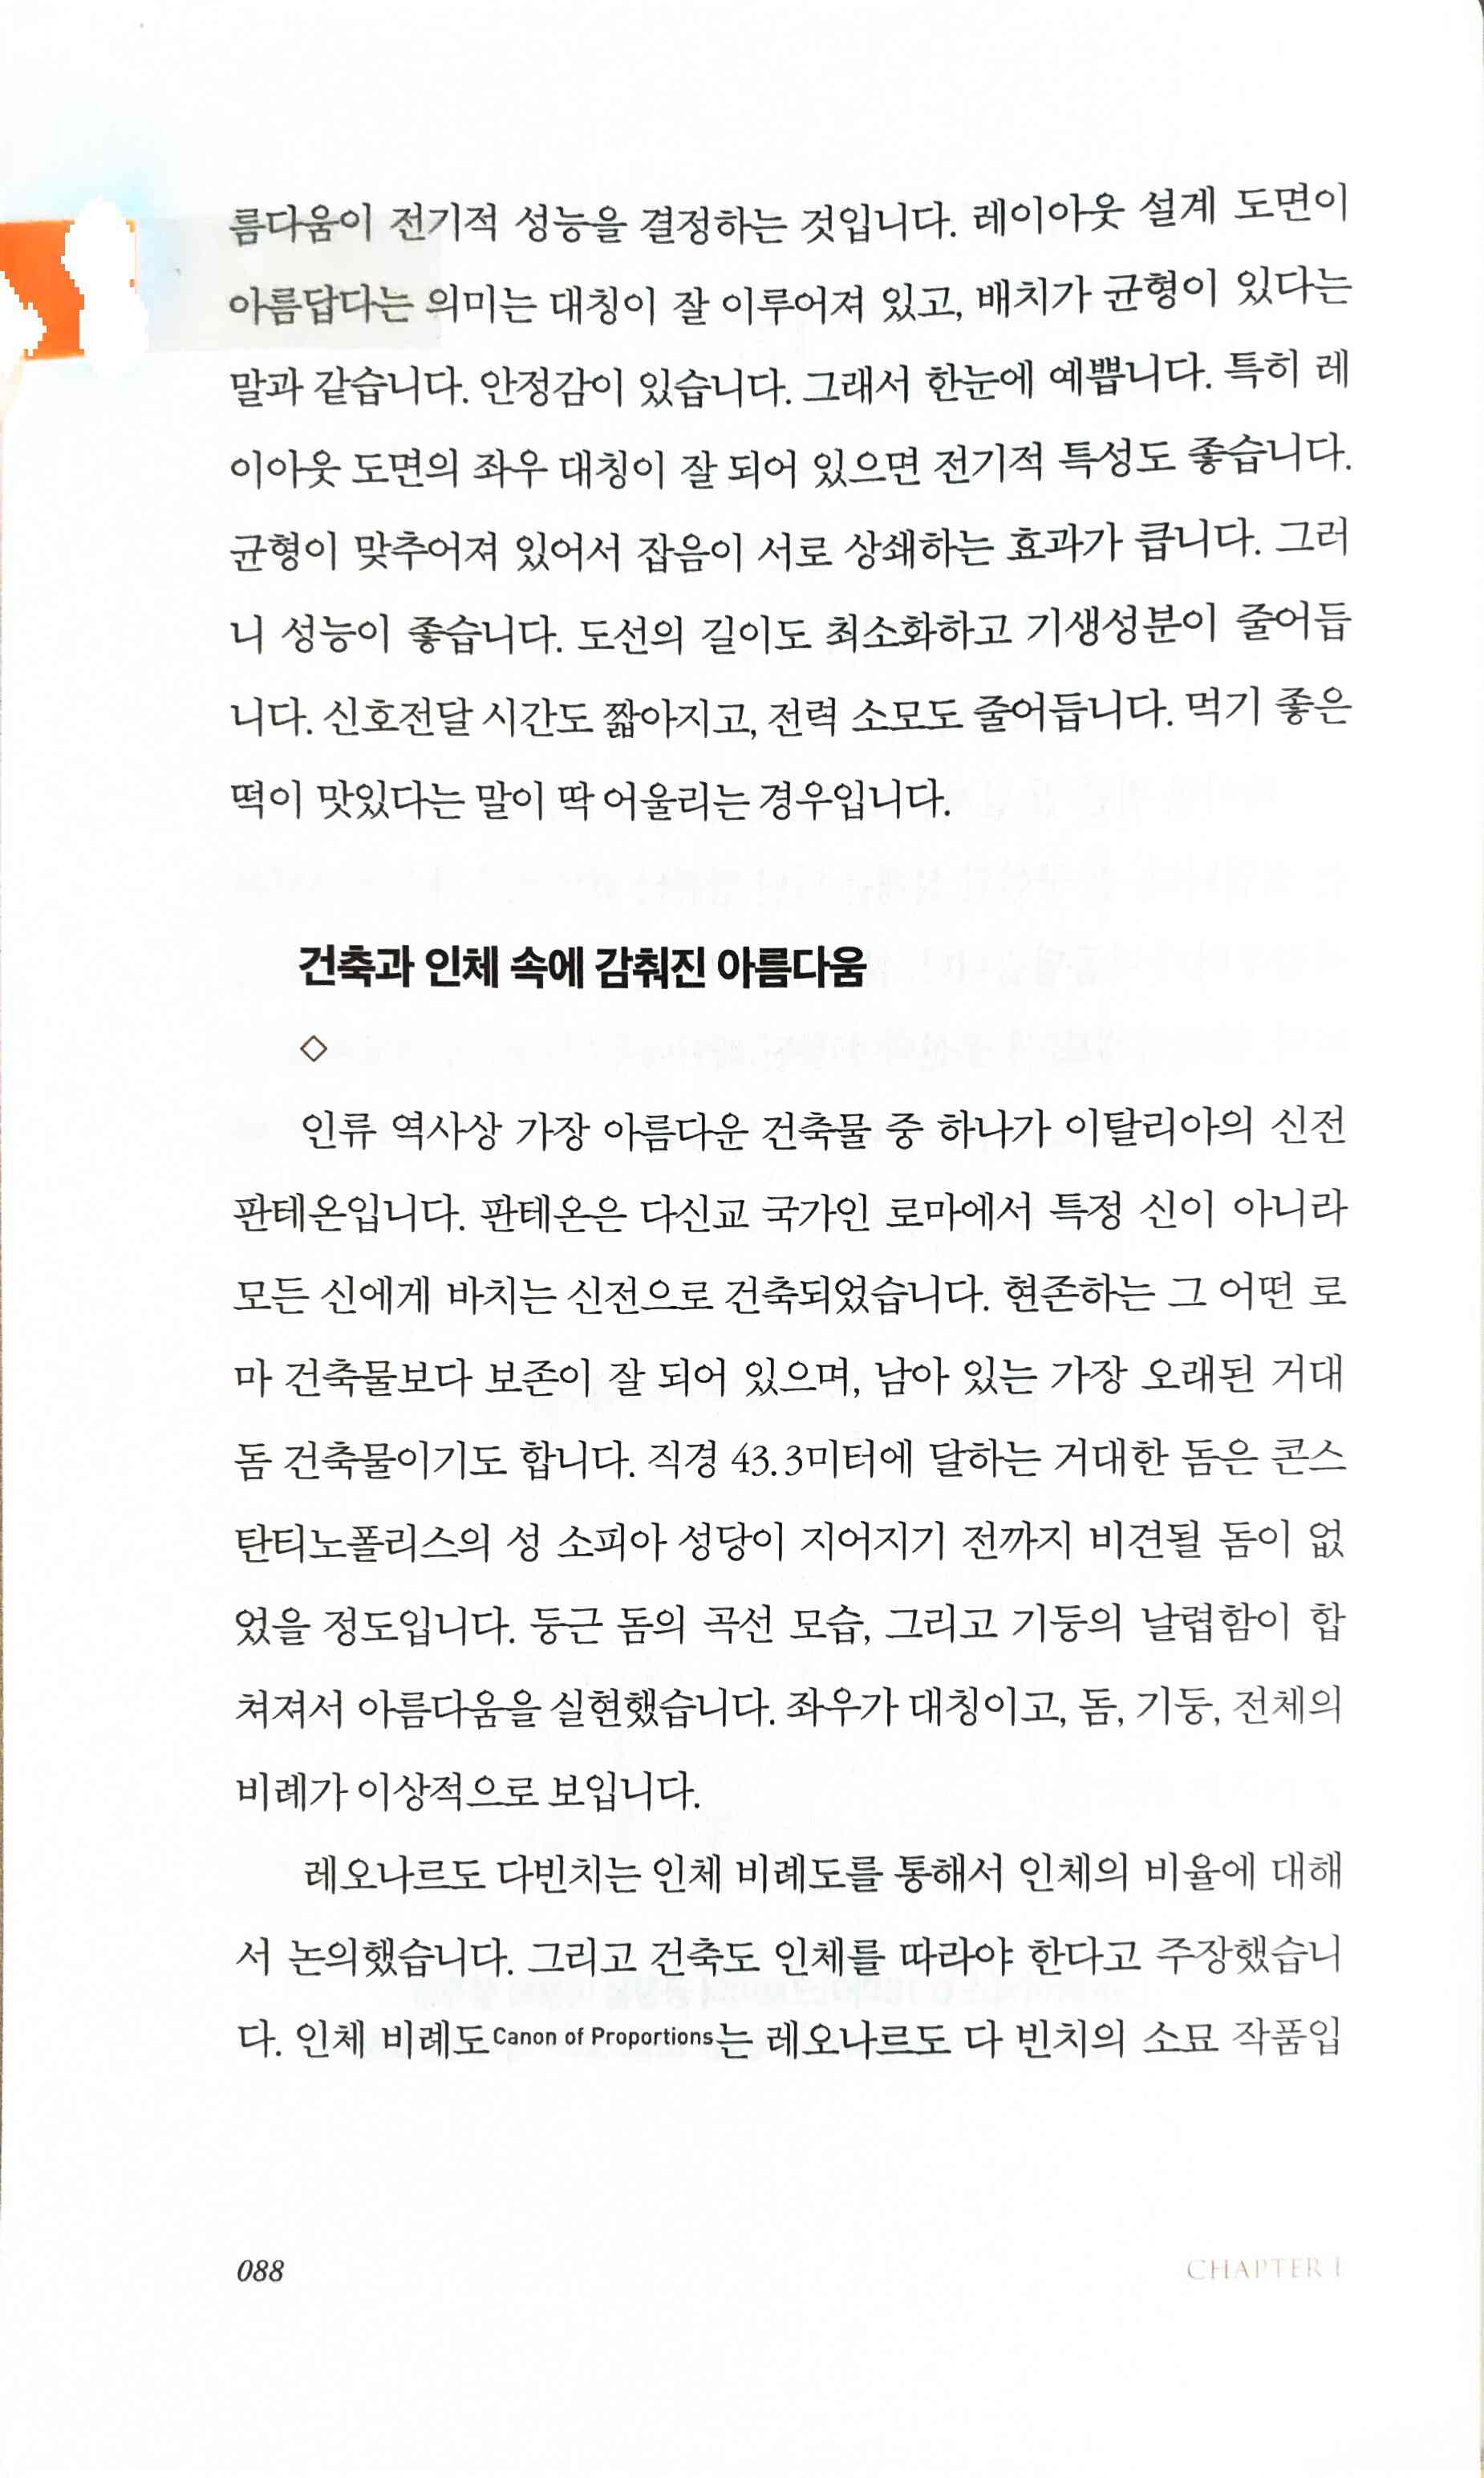 름다움이 전기적 성능을 결정하는 것입니다. 레이아웃 설계 도면이
아름답다는 의미는 대칭이 잘 이루어져 있고, 배치가 균형이 있다는
말과 같습니다. 안정감이 있습니다. 그래서 한눈에 예쁩니다. 특히 레
이아웃 도면의 좌우 대칭이 잘 되어 있으면 전기적 특성도 좋습니다.
균형이 맞추어져 있어서 잡음이 서로 상쇄하는 효과가 큽니다. 그러
니 성능이 좋습니다. 도선의 길이도 최소화하고 기생성분이 줄어듭
니다. 신호전달 시간도 짧아지고, 전력 소모도 줄어듭니다. 먹기 좋은
떡이 맛있다는 말이 딱 어울리는 경우입니다.
건축과 인체 속에 감춰진 아름다움
◇
인류 역사상 가장 아름다운 건축물 중 하나가 이탈리아의 신전
판테온입니다. 판테온은 다신교 국가인 로마에서 특정 신이 아니라
모든 신에게 바치는 신전으로 건축되었습니다. 현존하는 그 어떤 로
마 건축물보다 보존이 잘 되어 있으며, 남아 있는 가장 오래된 거대
돔 건축물이기도 합니다. 직경 43.3미터에 달하는 거대한 돔은 콘스
탄티노폴리스의 성 소피아 성당이 지어지기 전까지 비견될 돔이 없
었을 정도입니다. 둥근 돔의 곡선 모습, 그리고 기둥의 날렵함이 합
쳐져서 아름다움을 실현했습니다. 좌우가 대칭이고, 돔, 기둥, 전체의
비례가 이상적으로 보입니다.
레오나르도 다빈치는 인체 비례도를 통해서 인체의 비율에 대해
서 논의했습니다. 그리고 건축도 인체를 따라야 한다고 주장했습니
다. 인체 비례도Canon of Proportions는 레오나르도 다 빈치의 소묘 작품입
088
CHAPTER I